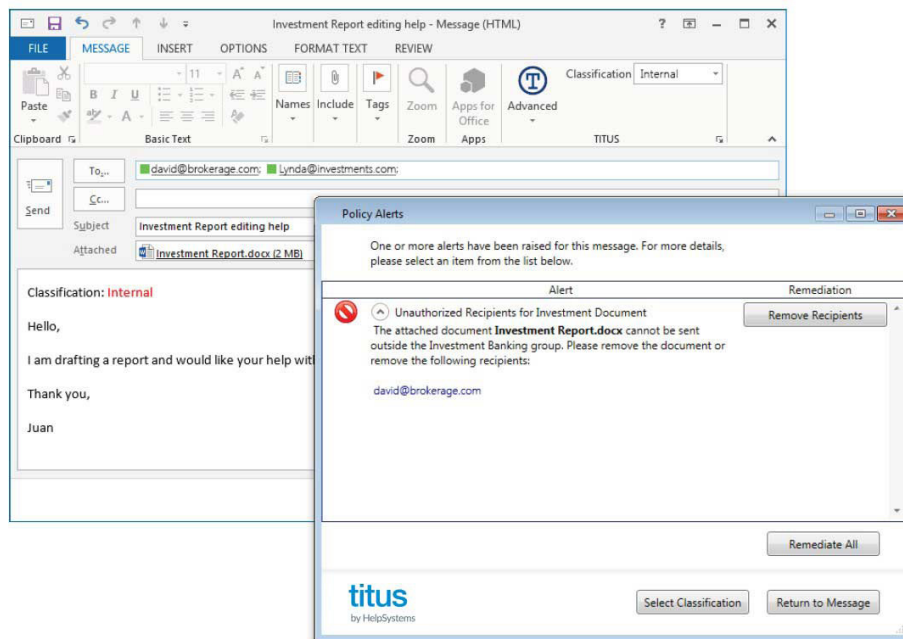 Investment Report editing help - Message (HTML)
FILE MESSAGE INSERT OPTIONS FORMAT TEXT REVIEW
11 A A
Classification Internal
B I U
Paste Names Include Tags Zoom Apps for Office Advanced
Clipboard Basic Text Zoom Apps TITUS
To... david@brokerage.com; Lynda@investments.com;
Cc...
Send
Subject Investment Report editing help
Attached Investment Report.docx (2 MB)
Classification: Internal
Hello,
I am drafting a report and would like your help with
Thank you,
Juan
Policy Alerts
One or more alerts have been raised for this message. For more details,
please select an item from the list below.
Alert Remediation
Unauthorized Recipients for Investment Document Remove Recipients
The attached document Investment Report.docx cannot be sent
outside the Investment Banking group. Please remove the document or
remove the following recipients:
david@brokerage.com
Remediate All
titus
by HelpSystems
Select Classification Return to Message